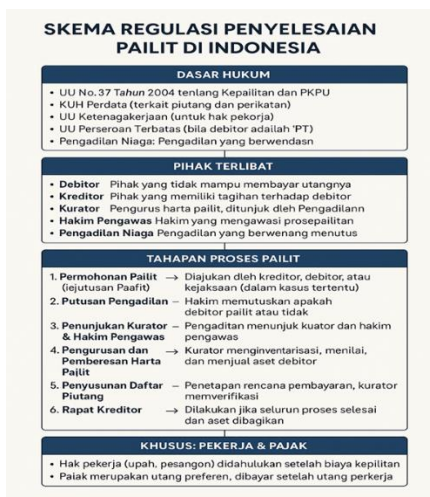 SKEMA REGULASI PENYELESAIAN
PAILIT DI INDONESIA
DASAR HUKUM
• UU No. 37 Tahun 2004 tenlang Kepailitan dan PKPU
• KUH Perdata (terkait piutang dan perikatan)
• UU Ketenagakerjaan (untuk hak pekorja)
• UU Perseroan Terbatas (bila debitor adailah 'PT)
• Pengadilan Niaga: Pengadilan yang berwendasn
PIHAK TERLIBAT
• Debitor Pihak yang tidak mampu membayar utangnya
• Kreditor Pihak yang memiliki tagihan terhadap debitor
• Kurator Pengurus harta pailit, ditunjuk dleh Pengadilann
• Hakim Pengawas Hakim yang mengawasi prosepailitan
• Pengadilan Niaga Pengadilan yang berwenang menutus
TAHAPAN PROSES PAILIT
1. Permohonan Pailit → Diajukan dleh kreditor, debitor, atau
(iejutusan Paafit) kejaksaan (dalam kasus tertentu)
2. Putusan Pengadilan – Hakim memutuskan apakah
debitor pailit atau tidak
3. Penunjukan Kurator – Pengaditan menunjuk kuator dan hakim
& Hakim Pengawas pengawas
4. Pengurusan dan → Kurator menginventarisasi, menilai,
Pemberesan Harta dan menjual aset debitor
Pajlit
5. Penyusunan Daftar – Penetapan rencana pembayaran, kurator
Piutang memverifikasi
6. Rapat Kreditor → Dilakukan jika selurun proses selesai
dan aset dibagikan
KHUSUS: PEKERJA & PAJAK
• Hak pekerja (upah, pesangon) didahulukan setelah biaya kepilitan
• Paiak merupakan utang preferen, dibayar setelah utang perkerja